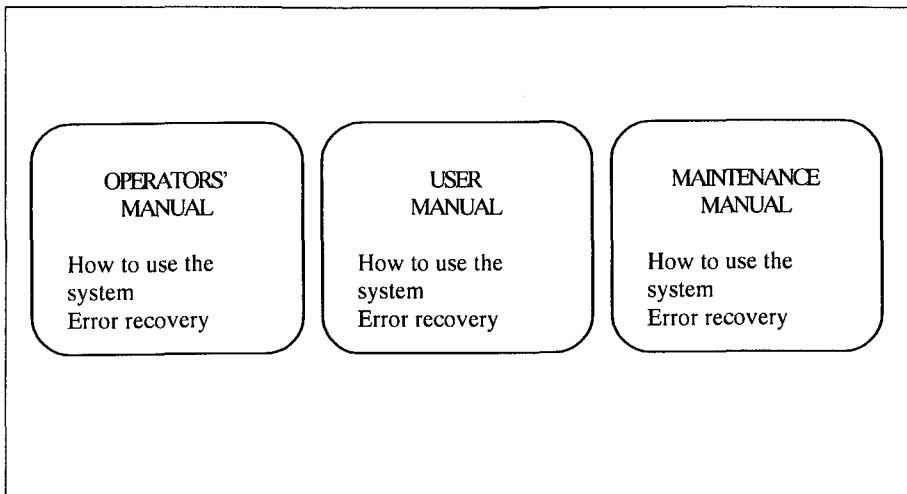 OPERATORS'
MANUAL
How to use the
system
Error recovery
USER
MANUAL
How to use the
system
Error recovery
MAINTENANCE
MANUAL
How to use the
system
Error recovery